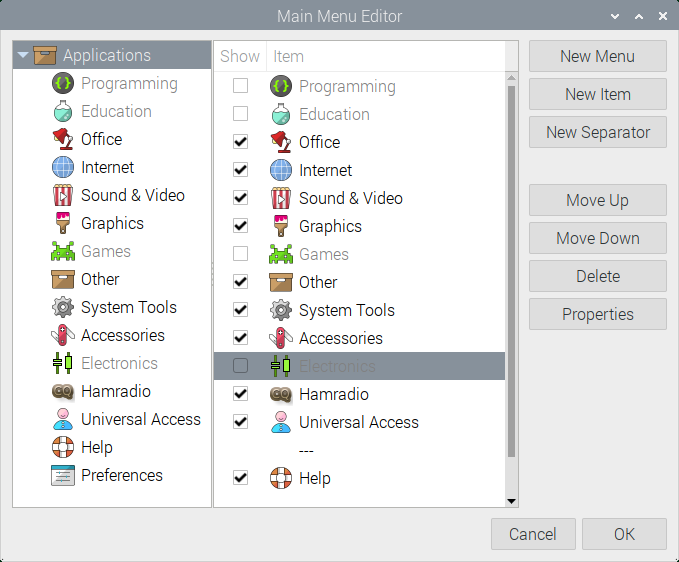 Main Menu Editor
Applications
Programming
Education
Office
Internet
Sound & Video
Graphics
Games
Other
System Tools
Accessories
Electronics
Hamradio
Universal Access
Help
Preferences
Show Item
Programming
Education
Office
Internet
Sound & Video
Graphics
Games
Other
System Tools
Accessories
Electronics
CQ Hamradio
Universal Access
---
Help
New Menu
New Item
New Separator
Move Up
Move Down
Delete
Properties
Cancel
OK